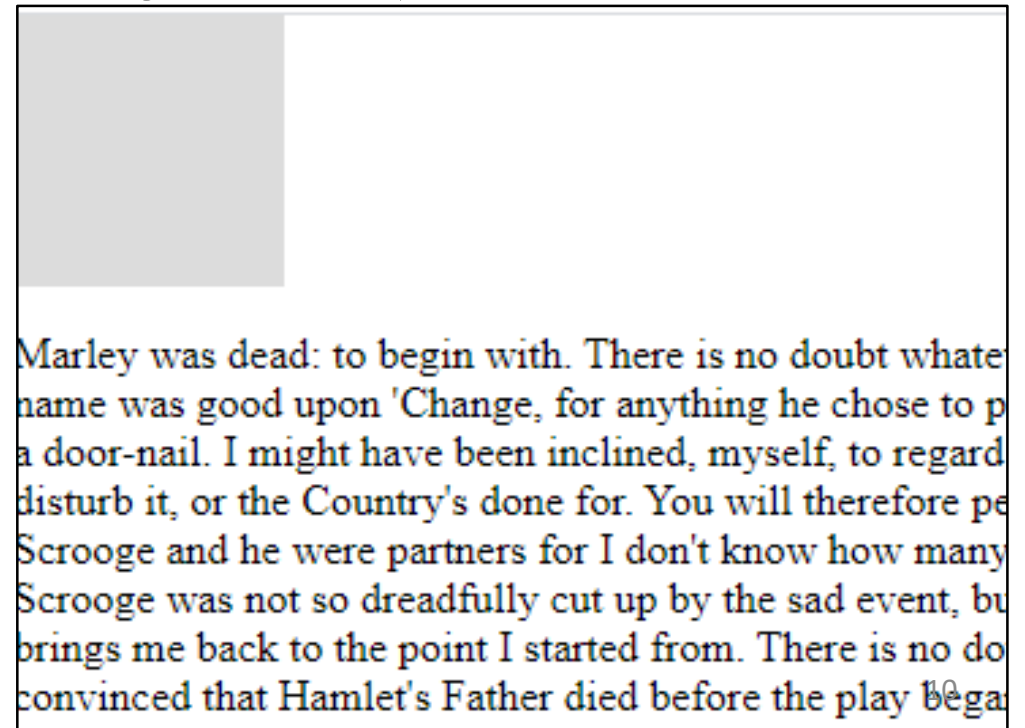 Marley was dead: to begin with. There is no doubt whate
name was good upon 'Change, for anything he chose to p
a door-nail. I might have been inclined, myself, to regard
disturb it, or the Country's done for. You will therefore pe
Scrooge and he were partners for I don't know how many
Scrooge was not so dreadfully cut up by the sad event, bu
brings me back to the point I started from. There is no do
convinced that Hamlet's Father died before the play bega
10